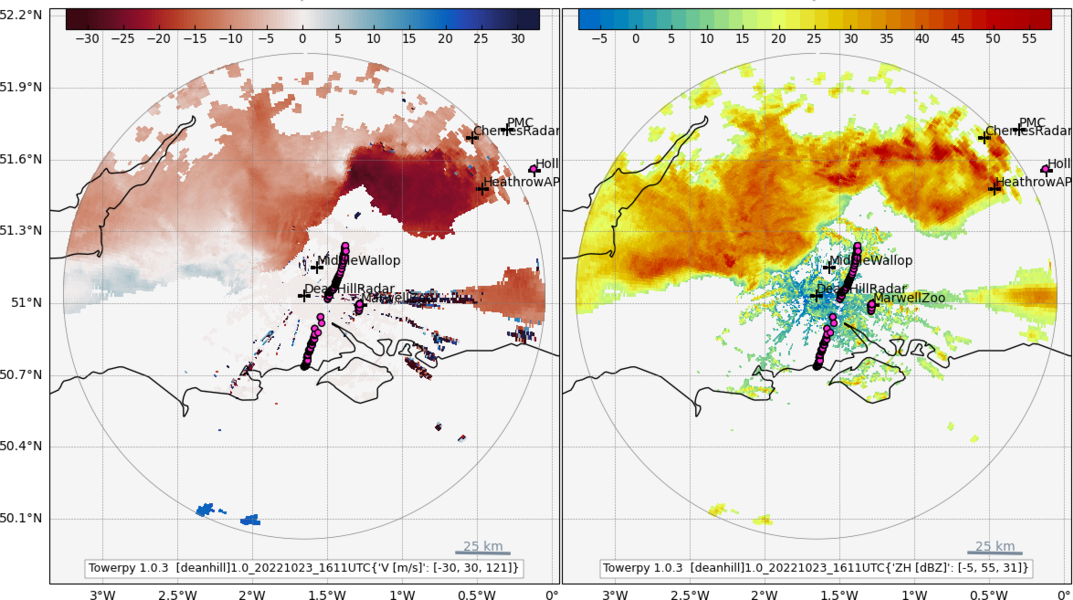 −30 −25 −20 −15 −10 −5 0 5 10 15 20 25 30
−5 0 5 10 15 20 25 30 35 40 45 50 55
52.2°N
51.9°N
51.6°N
51.3°N
51°N
50.7°N
50.4°N
50.1°N
PMC
CheniesRadar
Holl
HeathrowAP
MiddleWallop
DeanHillRadar
MarwellZoo
25 km
Towerpy 1.0.3 [deanhill]1.0_20221023_1611UTC{'V [m/s]': [-30, 30, 121]}
3°W 2.5°W 2°W 1.5°W 1°W 0.5°W 0°
PMC
CheniesRadar
Holl
HeathrowAP
MiddleWallop
DeanHillRadar
MarwellZoo
25 km
Towerpy 1.0.3 [deanhill]1.0_20221023_1611UTC{'ZH [dBZ]': [-5, 55, 31]}
3°W 2.5°W 2°W 1.5°W 1°W 0.5°W 0°